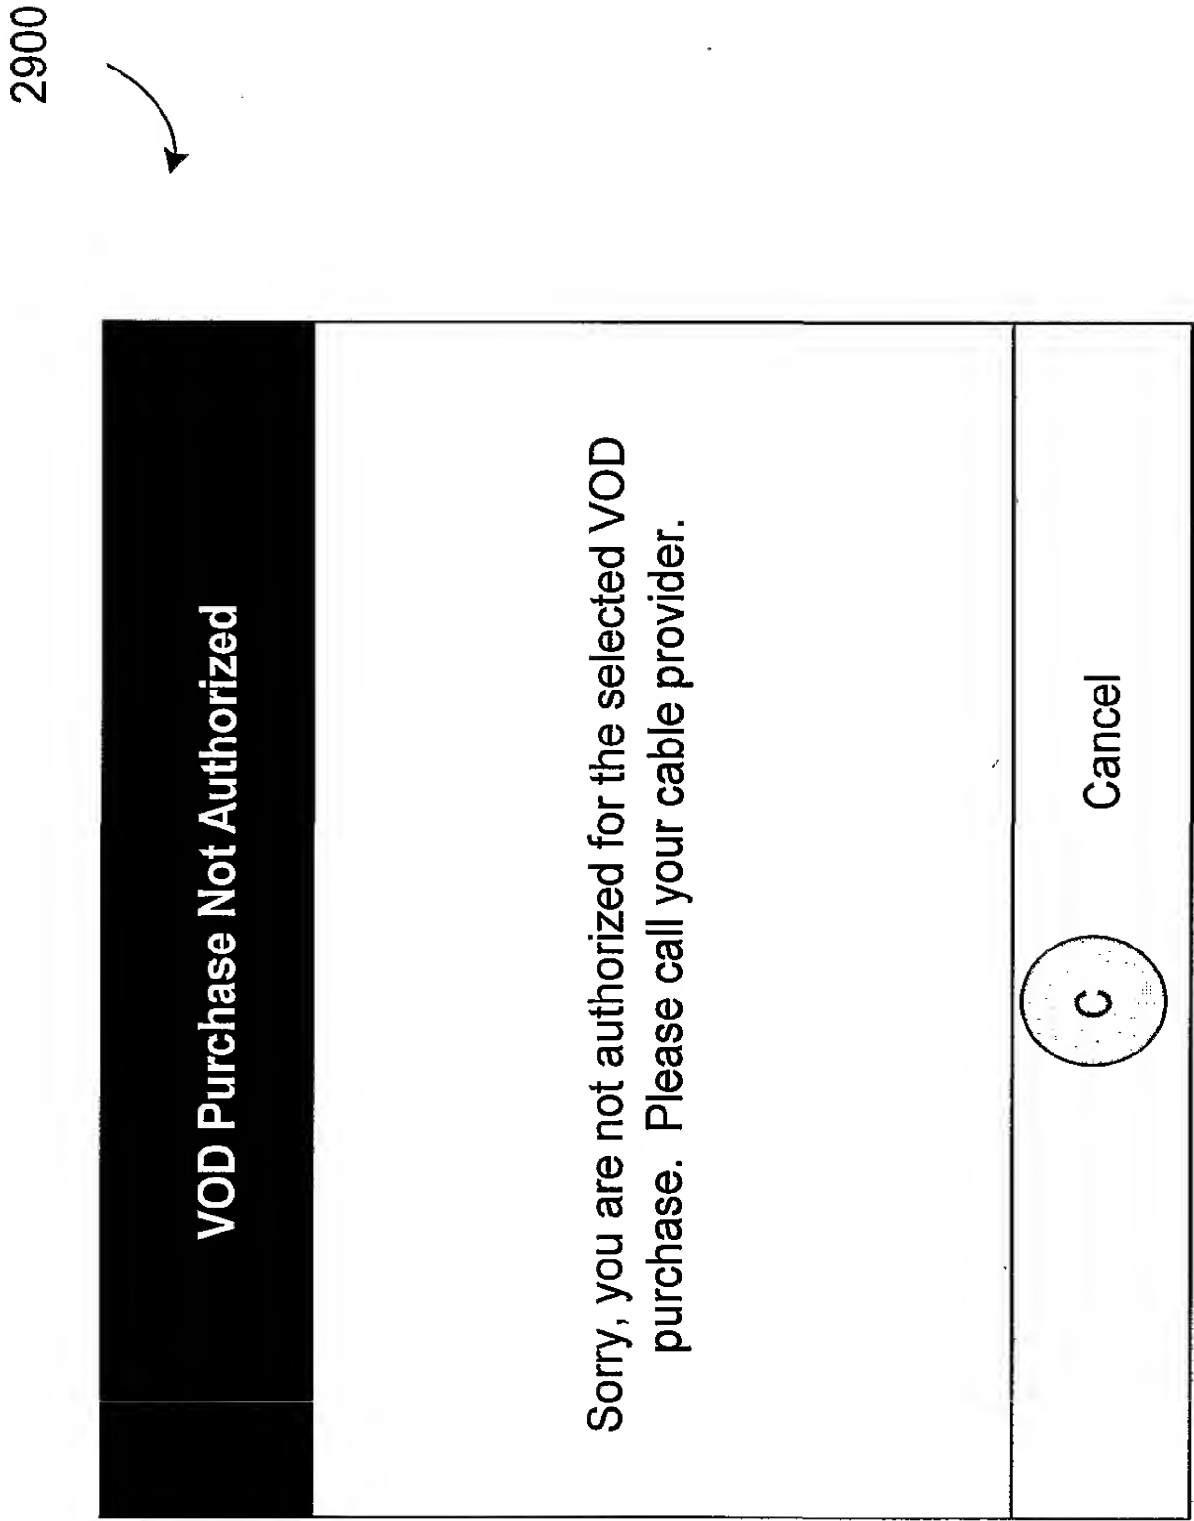 2900
VOD Purchase Not Authorized
Sorry, you are not authorized for the selected VOD
purchase.  Please call your cable provider.
C Cancel